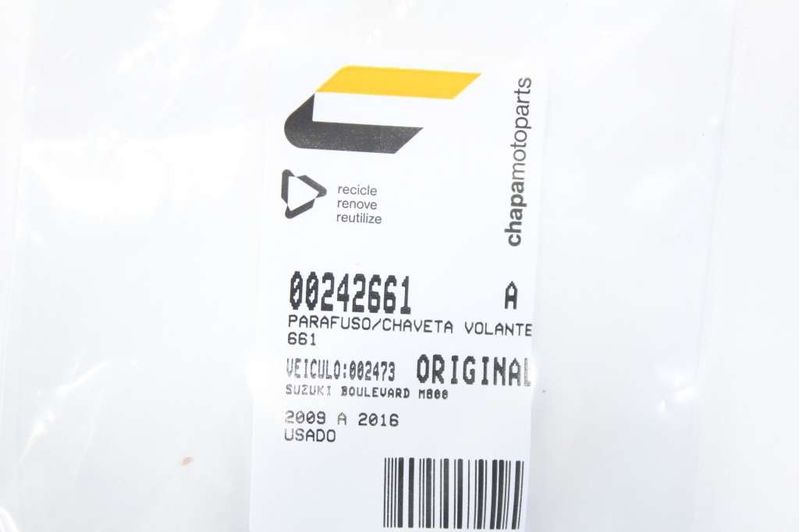 chapamotoparts
recicle
renove
reutilize
00242661 A
PARAFUSO/CHAVETA VOLANTE
661
VEICULO:002473 ORIGINAL
SUZUKI BOULEVARD M800
2009 A 2016
USADO